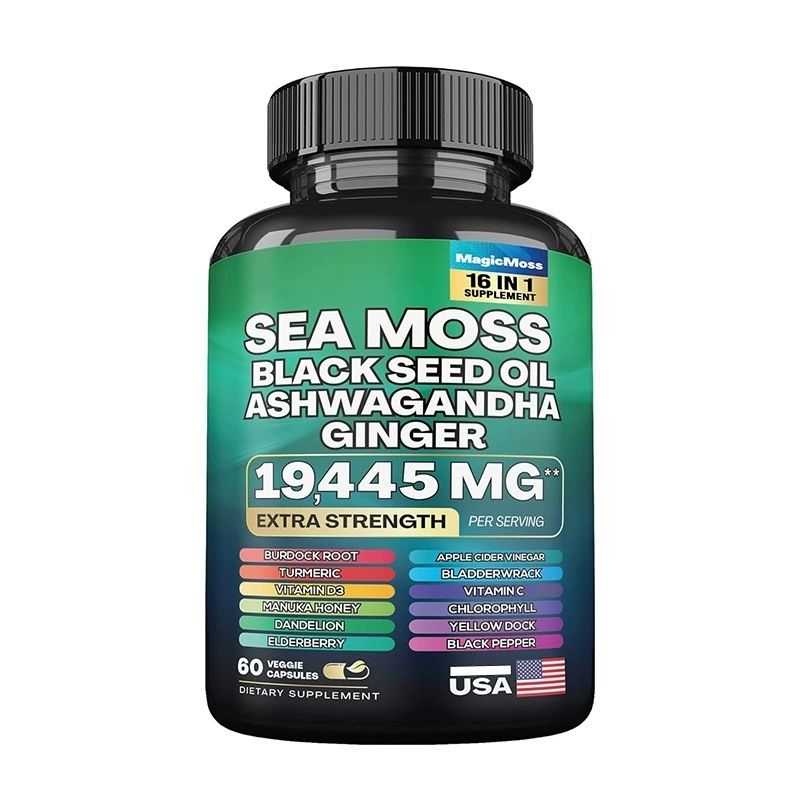 MagicMoss
16 IN 1
SUPPLEMENT
SEA MOSS
BLACK SEED OIL
ASHWAGANDHA
GINGER
19,445 MG**
EXTRA STRENGTH PER SERVING
BURDOCK ROOT
TURMERIC
VITAMIN D3
MANUKA HONEY
DANDELION
ELDERBERRY
APPLE CIDER VINEGAR
BLADDERWRACK
VITAMIN C
CHLOROPHYLL
YELLOW DOCK
BLACK PEPPER
60 VEGGIE
CAPSULES
DIETARY SUPPLEMENT
USA